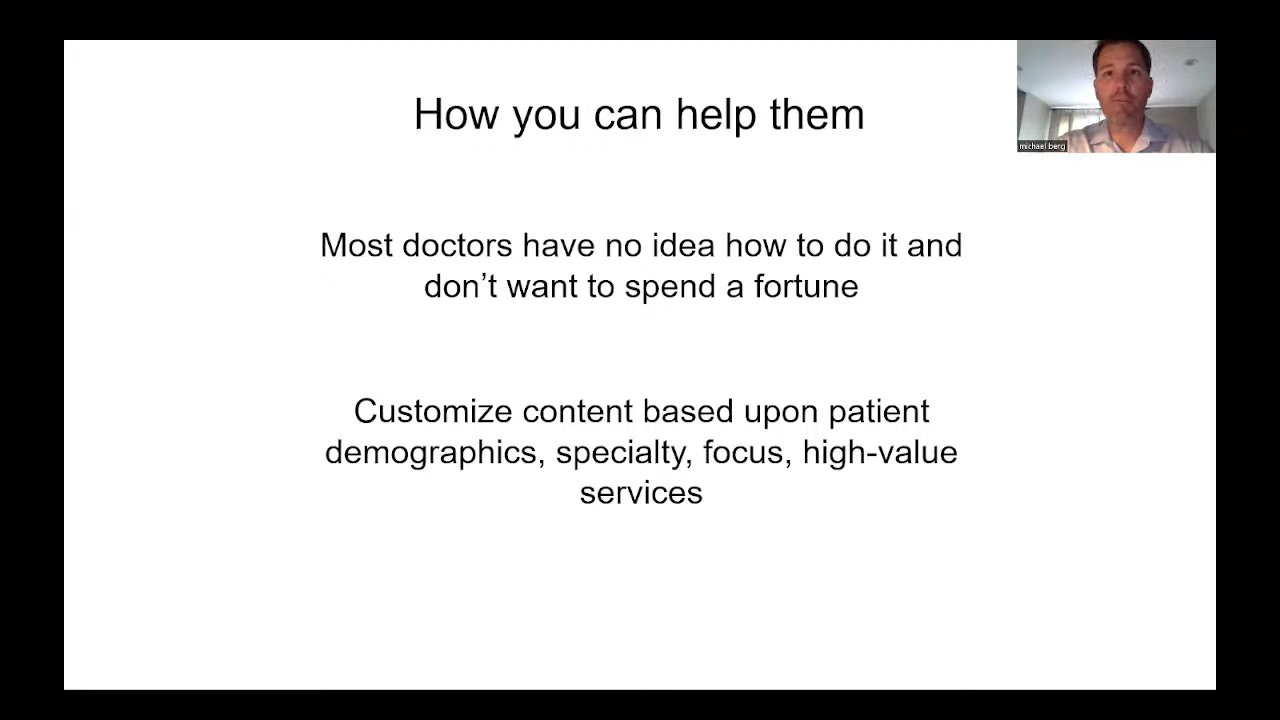 How you can help them
michael berg
Most doctors have no idea how to do it and
don’t want to spend a fortune
Customize content based upon patient
demographics, specialty, focus, high-value
services